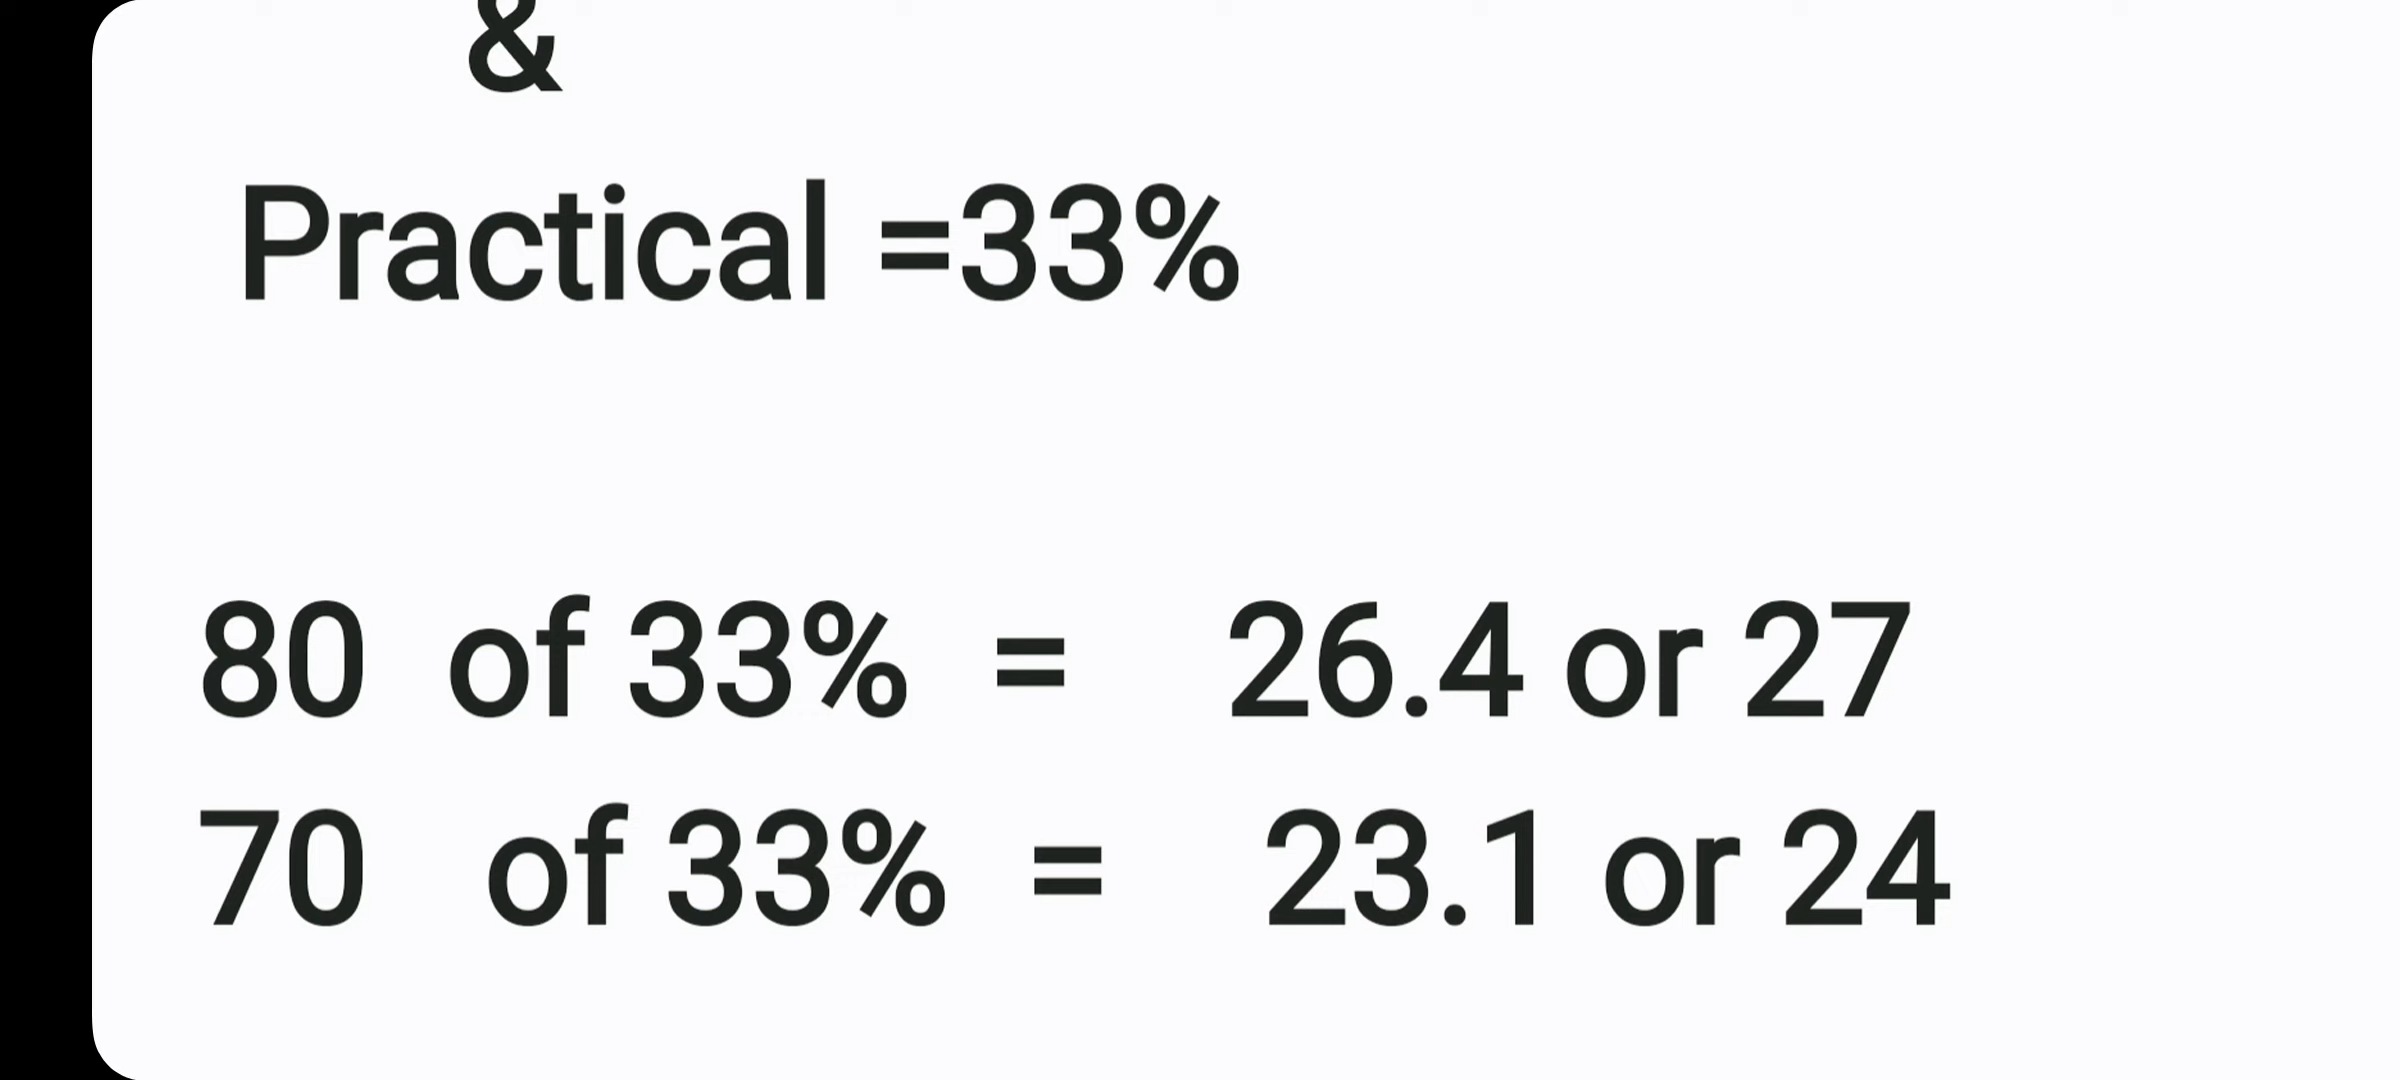 &
Practical =33%
80 of 33% = 26.4 or 27
70 of 33% = 23.1 or 24